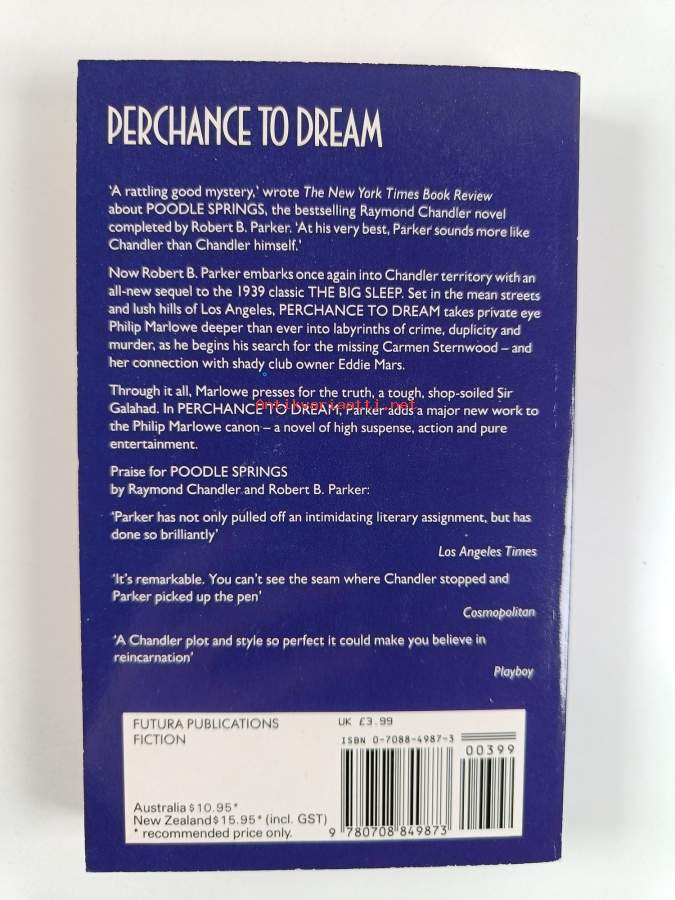 PERCHANCE TO DREAM
'A rattling good mystery,' wrote The New York Times Book Review
about POODLE SPRINGS, the bestselling Raymond Chandler novel
completed by Robert B. Parker. 'At his very best, Parker sounds more like
Chandler than Chandler himself.'
Now Robert B. Parker embarks once again into Chandler territory with an
all-new sequel to the 1939 classic THE BIG SLEEP. Set in the mean streets
and lush hills of Los Angeles, PERCHANCE TO DREAM takes private eye
Philip Marlowe deeper than ever into labyrinths of crime, duplicity and
murder, as he begins his search for the missing Carmen Sternwood – and
her connection with shady club owner Eddie Mars.
Through it all, Marlowe presses for the truth, a tough, shop-soiled Sir
Galahad. In PERCHANCE TO DREAM, Parker adds a major new work to
Antikvariaatti.net
the Philip Marlowe canon – a novel of high suspense, action and pure
entertainment.
Praise for POODLE SPRINGS
by Raymond Chandler and Robert B. Parker:
'Parker has not only pulled off an intimidating literary assignment, but has
done so brilliantly'
Los Angeles Times
'It's remarkable. You can't see the seam where Chandler stopped and
Parker picked up the pen'
Cosmopolitan
'A Chandler plot and style so perfect it could make you believe in
reincarnation'
Playboy
FUTURA PUBLICATIONS
FICTION
UK £3.99
ISBN 0-7088-4987-3
00399
Australia $10.95*
New Zealand $15.95* (incl. GST)
* recommended price only.
9 780708 849873